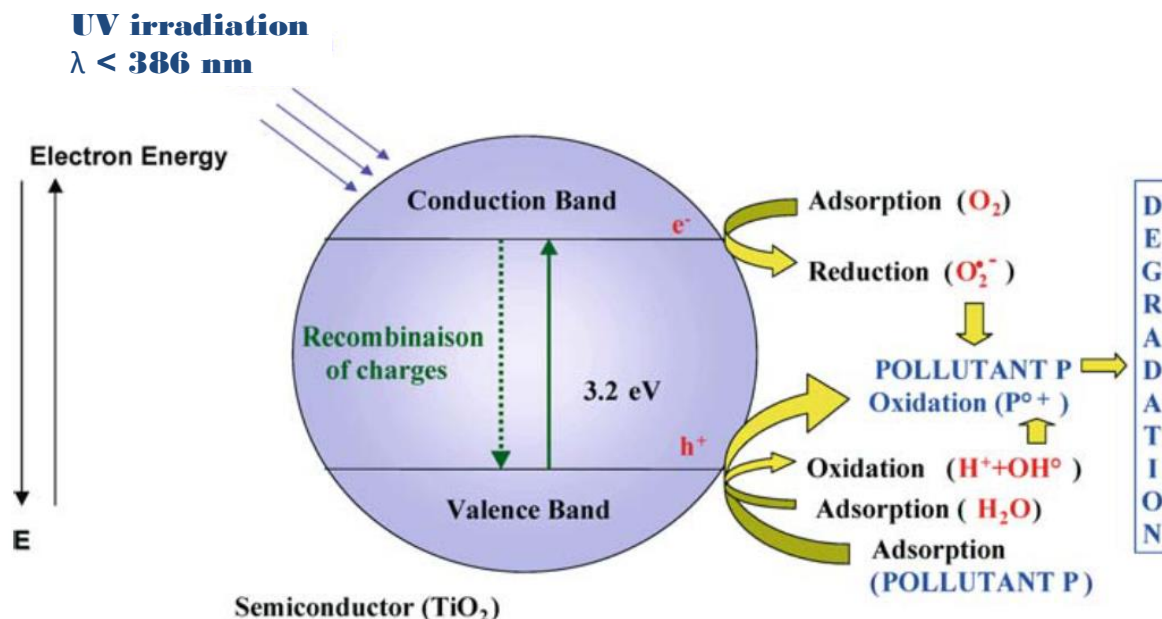 UV irradiation
λ < 386 nm
Electron Energy
E
Conduction Band
e⁻
Recombinaison
of charges
3.2 eV
h⁺
Valence Band
Semiconductor (TiO₂)
Adsorption (O₂)
Reduction (O₂•⁻)
POLLUTANT P
Oxidation (P°⁺)
Oxidation (H⁺+OH°)
Adsorption ( H₂O)
Adsorption
(POLLUTANT P)
DEGRADATION